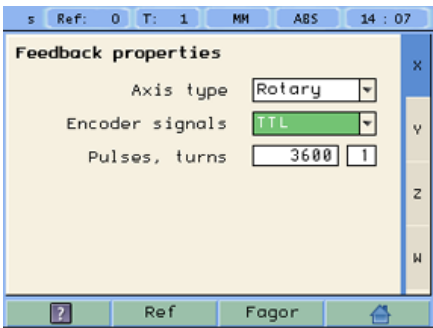 s Ref: 0 T: 1 MM ABS 14 : 07
Feedback properties
X
Axis type Rotary
Encoder signals TTL
Y
Pulses, turns 3600 1
Z
W
? Ref Fagor